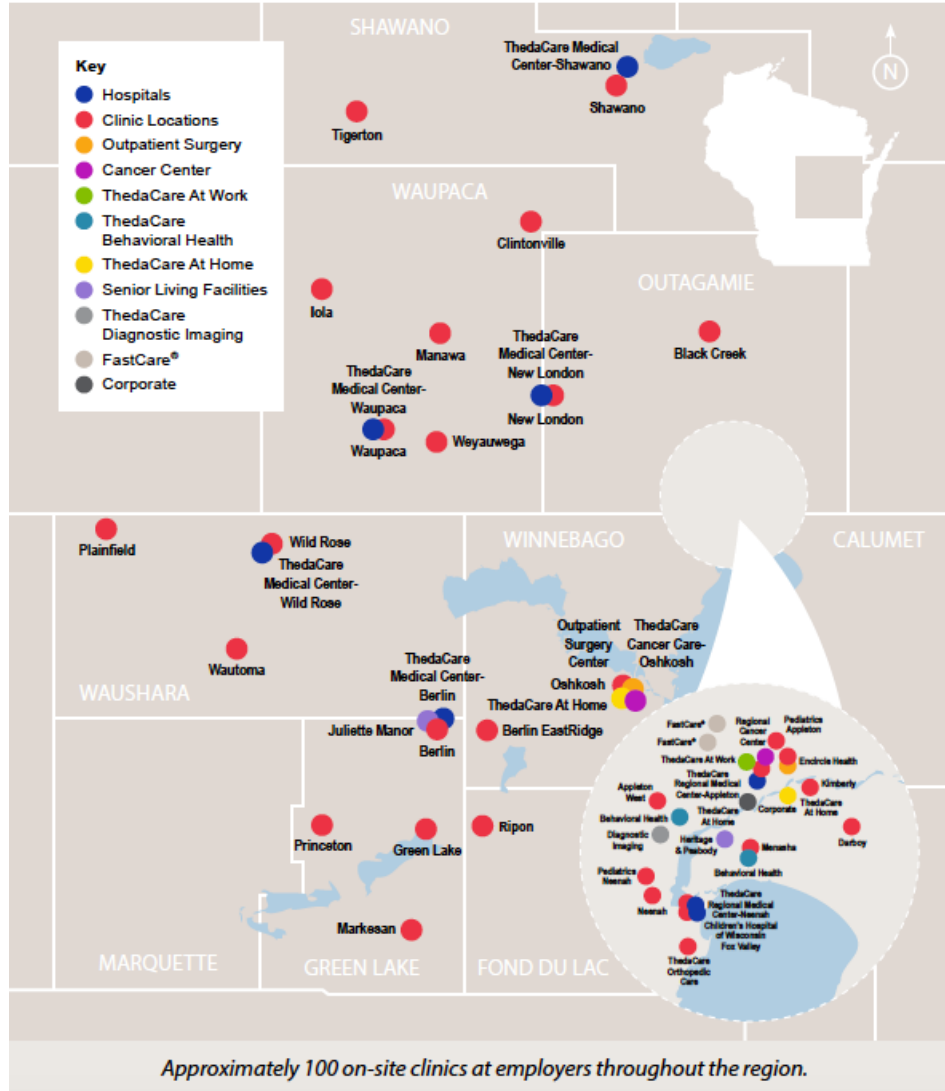 SHAWANO
ThedaCare Medical
Center-Shawano
N
Shawano
Tigerton
Key
Hospitals
Clinic Locations
Outpatient Surgery
Cancer Center
ThedaCare At Work
ThedaCare
Behavioral Health
ThedaCare At Home
Senior Living Facilities
ThedaCare
Diagnostic Imaging
FastCare®
Corporate
WAUPACA
Clintonville
OUTAGAMIE
Iola
Manawa
ThedaCare
Medical Center-
New London
New London
Black Creek
ThedaCare
Medical Center-
Waupaca
Waupaca
Weyauwega
Plainfield
Wild Rose
ThedaCare
Medical Center-
Wild Rose
WINNEBAGO
CALUMET
Wautoma
WAUSHARA
Outpatient
Surgery
Center
ThedaCare
Cancer Care-
Oshkosh
Oshkosh
ThedaCare At Home
ThedaCare
Medical Center-
Berlin
Juliette Manor
Berlin
Berlin EastRidge
Princeton
Green Lake
Ripon
Markesan
MARQUETTE
GREEN LAKE
FOND DU LAC
FastCare®
FastCare®
Regional
Cancer
Center
Pediatrics
Appleton
ThedaCare At Work
Encircle Health
ThedaCare
Regional Medical
Center-Appleton
Kimberly
Appleton
West
ThedaCare
At Home
Corporate
ThedaCare
At Home
Behavioral Health
Diagnostic
Imaging
Heritage
& Peabody
Menasha
Darboy
Behavioral Health
Pediatrics
Neenah
Neenah
ThedaCare
Regional Medical
Center-Neenah
Children's Hospital
of Wisconsin
Fox Valley
ThedaCare
Orthopedic
Care
Approximately 100 on-site clinics at employers throughout the region.